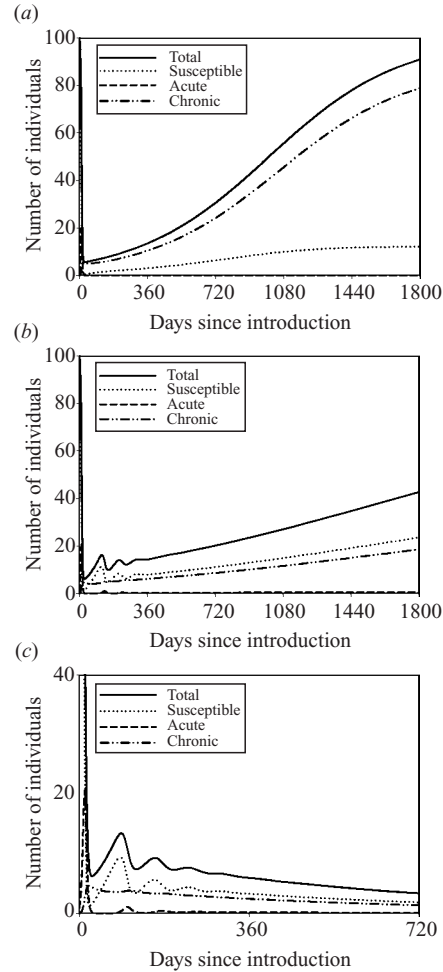 (a)
100
80
60
40
20
0
Number of individuals
Total
Susceptible
Acute
Chronic
0 360 720 1080 1440 1800
Days since introduction
(b)
100
80
60
40
20
0
Number of individuals
Total
Susceptible
Acute
Chronic
0 360 720 1080 1440 1800
Days since introduction
(c)
40
20
0
Number of individuals
Total
Susceptible
Acute
Chronic
0 360 720
Days since introduction